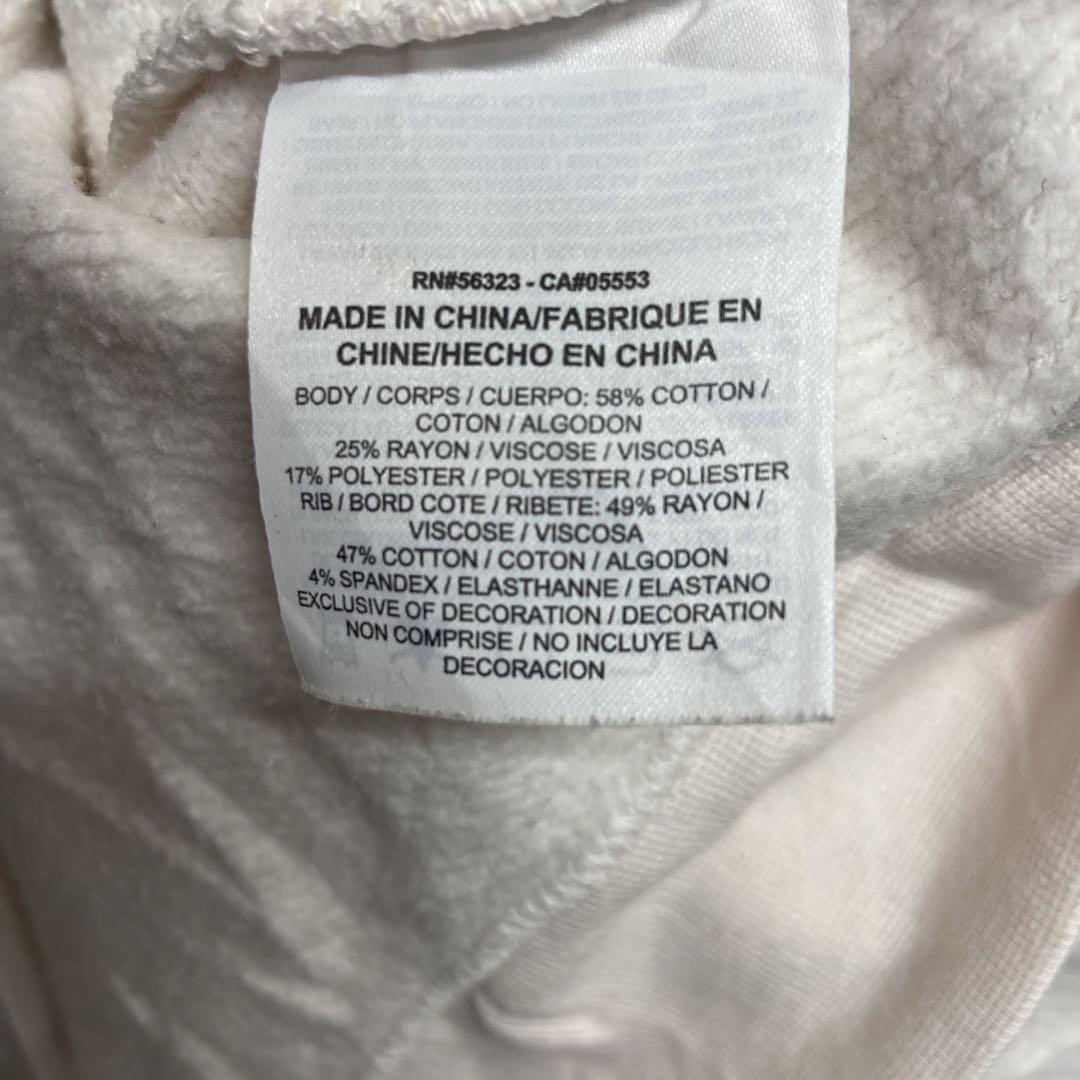 RN#56323 - CA#05553
MADE IN CHINA/FABRIQUE EN
CHINE/HECHO EN CHINA
BODY / CORPS / CUERPO: 58% COTTON /
COTON / ALGODON
25% RAYON / VISCOSE / VISCOSA
17% POLYESTER / POLYESTER / POLIESTER
RIB / BORD COTE / RIBETE: 49% RAYON /
VISCOSE / VISCOSA
47% COTTON / COTON / ALGODON
4% SPANDEX / ELASTHANNE / ELASTANO
EXCLUSIVE OF DECORATION / DECORATION
NON COMPRISE / NO INCLUYE LA
DECORACION